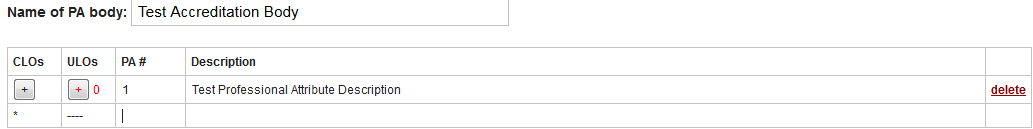 Name of PA body: Test Accreditation Body
CLOs ULOs PA # Description
+ + 0 1 Test Professional Attribute Description delete
* ----